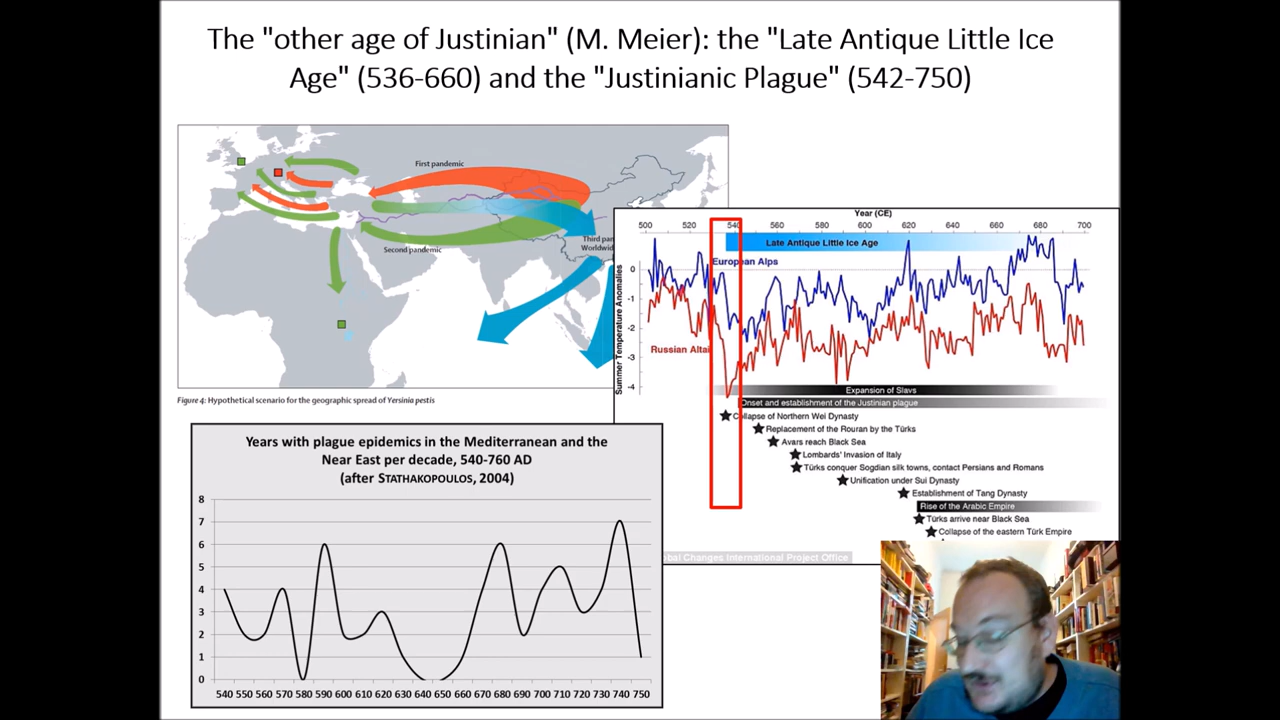 The "other age of Justinian" (M. Meier): the "Late Antique Little Ice
Age" (536-660) and the "Justinianic Plague" (542-750)
First pandemic
Second pandemic
Third
Worldwid
Figure 4: Hypothetical scenario for the geographic spread of Yersinia pestis
Year (CE)
500 520 540 560 580 600 620 640 660 680 700
Late Antique Little Ice Age
European Alps
Russian Altai
Summer Temperature Anomalies
0
-1
-2
-3
-4
Expansion of Slavs
Onset and establishment of the Justinian plague
Collapse of Northern Wei Dynasty
Replacement of the Rouran by the Türks
Avars reach Black Sea
Lombards' Invasion of Italy
Türks conquer Sogdian silk towns, contact Persians and Romans
Unification under Sui Dynasty
Establishment of Tang Dynasty
Rise of the Arabic Empire
Türks arrive near Black Sea
Collapse of the eastern Türk Empire
obal Changes International Project Office
Years with plague epidemics in the Mediterranean and the
Near East per decade, 540-760 AD
(after STATHAKOPOULOS, 2004)
8
7
6
5
4
3
2
1
0
540 550 560 570 580 590 600 610 620 630 640 650 660 670 680 690 700 710 720 730 740 750